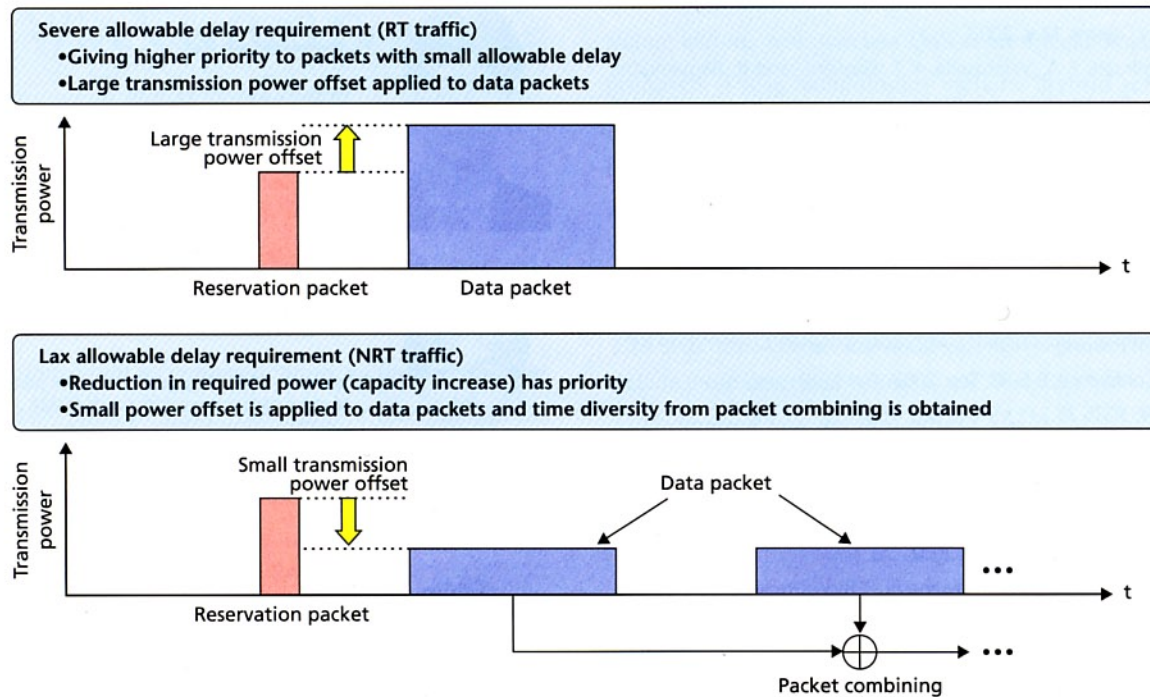 Severe allowable delay requirement (RT traffic)
•Giving higher priority to packets with small allowable delay
•Large transmission power offset applied to data packets
Transmission
power
Large transmission
power offset
Reservation packet
Data packet
t
Lax allowable delay requirement (NRT traffic)
•Reduction in required power (capacity increase) has priority
•Small power offset is applied to data packets and time diversity from packet combining is obtained
Transmission
power
Small transmission
power offset
Data packet
•••
t
Reservation packet
•••
Packet combining